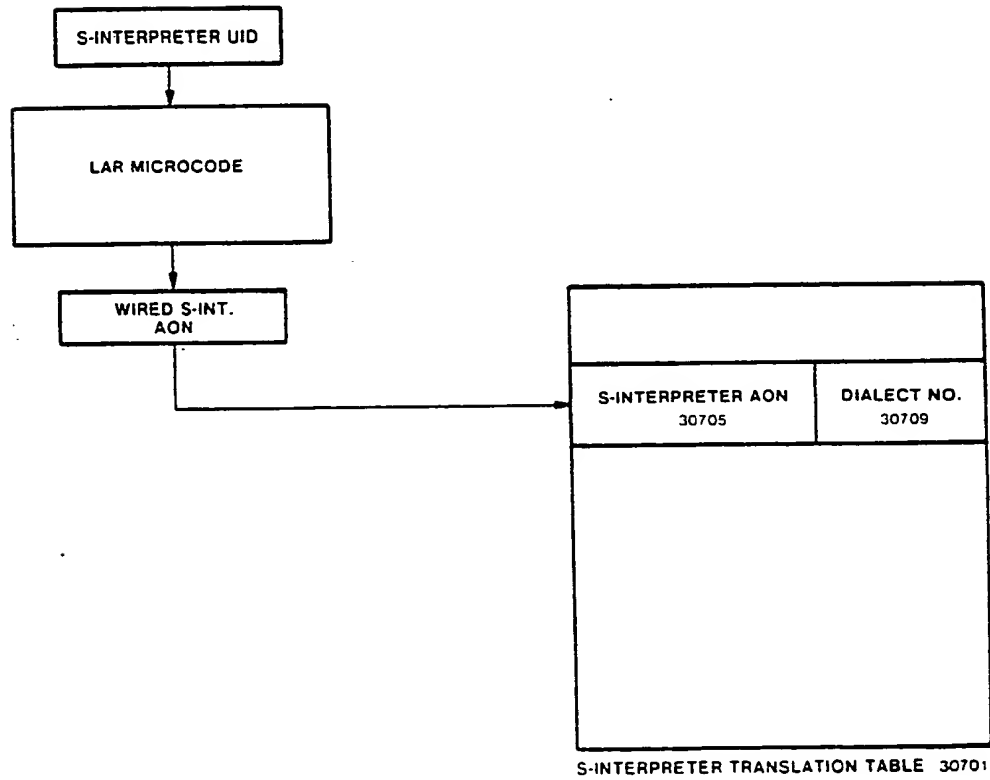 S-INTERPRETER UID
LAR MICROCODE
WIRED S-INT.
AON
S-INTERPRETER AON
30705
DIALECT NO.
30709
S-INTERPRETER TRANSLATION TABLE 30701